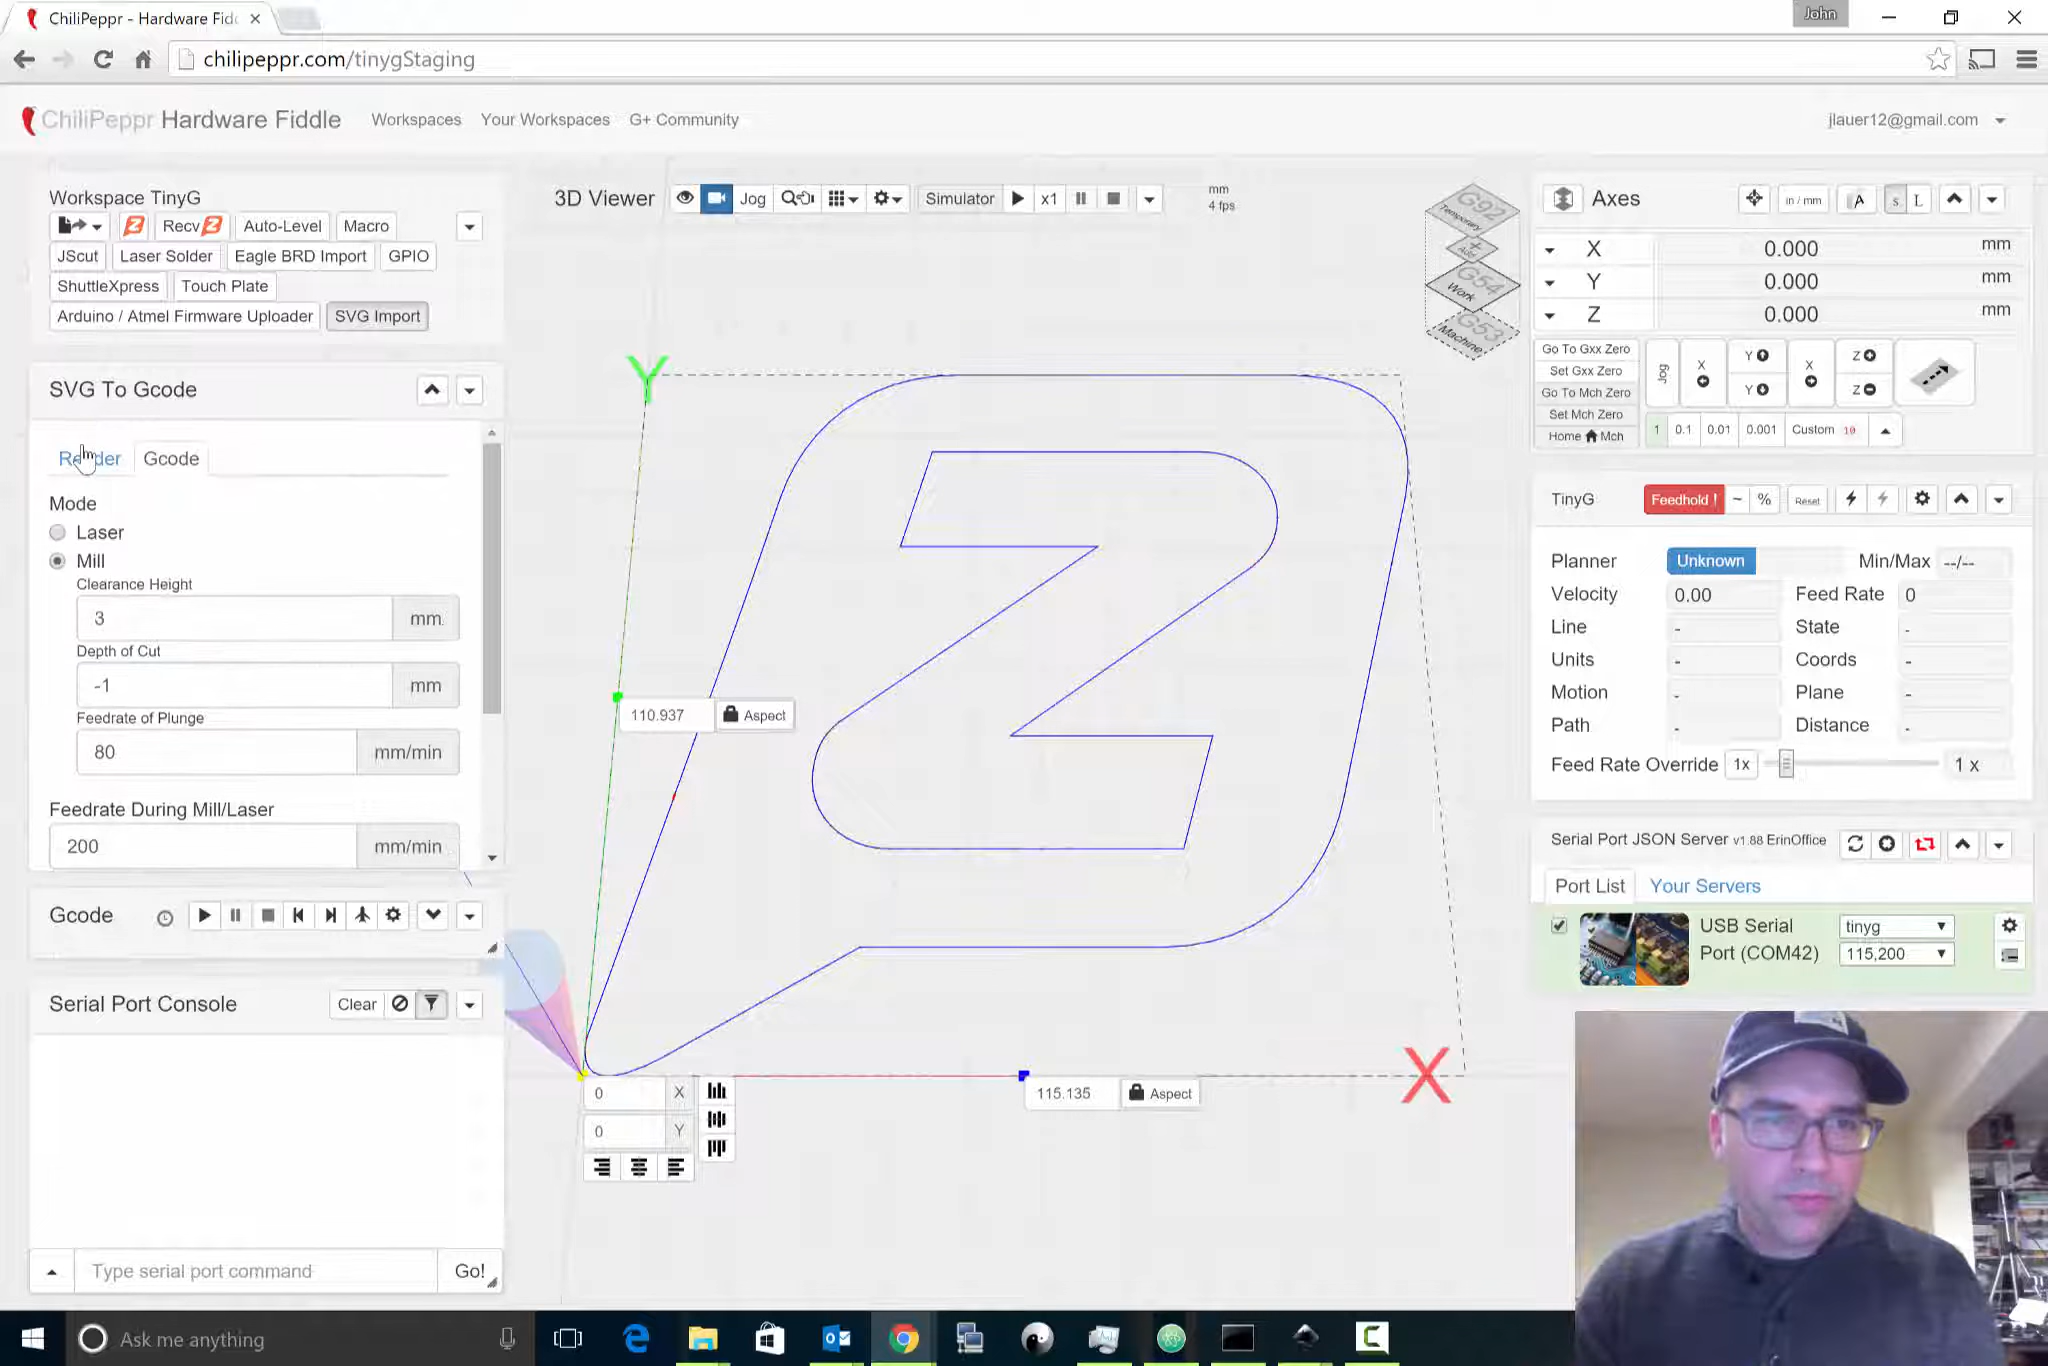 ChiliPeppr - Hardware Fid
John
chilipeppr.com/tinygStaging
ChiliPeppr Hardware Fiddle
Workspaces
Your Workspaces
G+ Community
jlauer12@gmail.com
Workspace TinyG
Recv
Auto-Level
Macro
JScut
Laser Solder
Eagle BRD Import
GPIO
ShuttleXpress
Touch Plate
Arduino / Atmel Firmware Uploader
SVG Import
SVG To Gcode
Render
Gcode
Mode
Laser
Mill
Clearance Height
3
mm
Depth of Cut
-1
mm
Feedrate of Plunge
80
mm/min
Feedrate During Mill/Laser
200
mm/min
Gcode
Serial Port Console
Clear
Type serial port command
Go!
3D Viewer
Jog
Simulator
x1
mm
4 fps
G92
Temporary
+
Add
G54
Work
G53
Machine
Y
110.937
Aspect
X
115.135
Aspect
0
X
0
Y
Axes
in / mm
A
s
L
X
0.000
mm
Y
0.000
mm
Z
0.000
mm
Go To Gxx Zero
Set Gxx Zero
Go To Mch Zero
Set Mch Zero
Home Mch
Jog
X
Y
Y
X
Z
Z
1
0.1
0.01
0.001
Custom
10
TinyG
Feedhold !
~
%
Reset
Planner
Unknown
Min/Max
--/--
Velocity
0.00
Feed Rate
0
Line
-
State
-
Units
-
Coords
-
Motion
-
Plane
-
Path
-
Distance
-
Feed Rate Override
1x
1 x
Serial Port JSON Server v1.88 ErinOffice
Port List
Your Servers
USB Serial
Port (COM42)
tinyg
115,200
Ask me anything